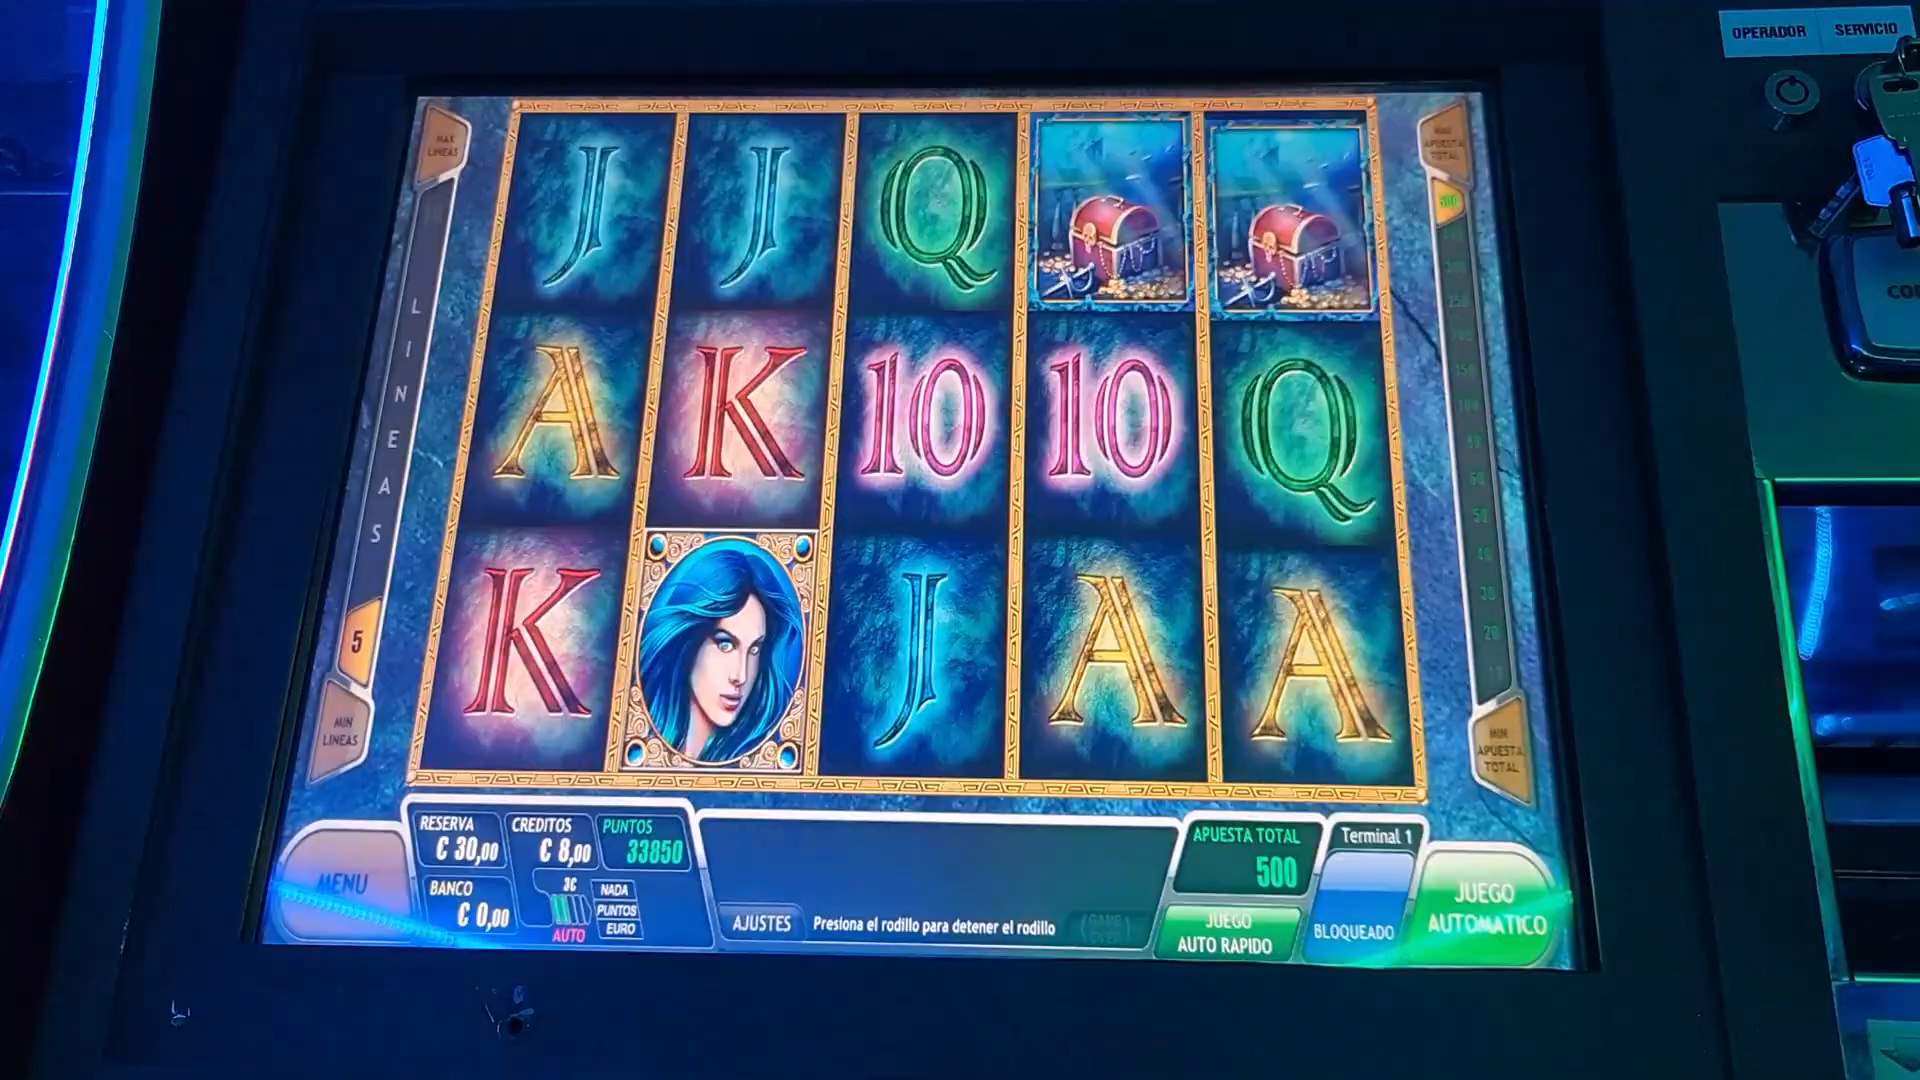 OPERADOR SERVICIO
MAX
LINEAS
MAX
APUESTA
TOTAL
500
J J Q
A K 10 10 Q
K J A A
LINEAS
5
MIN
LINEAS
MIN
APUESTA
TOTAL
RESERVA
€ 30,00
CREDITOS
€ 8,00
PUNTOS
33850
BANCO
€ 0,00
3C
AUTO
NADA
PUNTOS
EURO
MENU
AJUSTES
Presiona el rodillo para detener el rodillo
APUESTA TOTAL
500
JUEGO
AUTO RAPIDO
Terminal 1
BLOQUEADO
JUEGO
AUTOMATICO